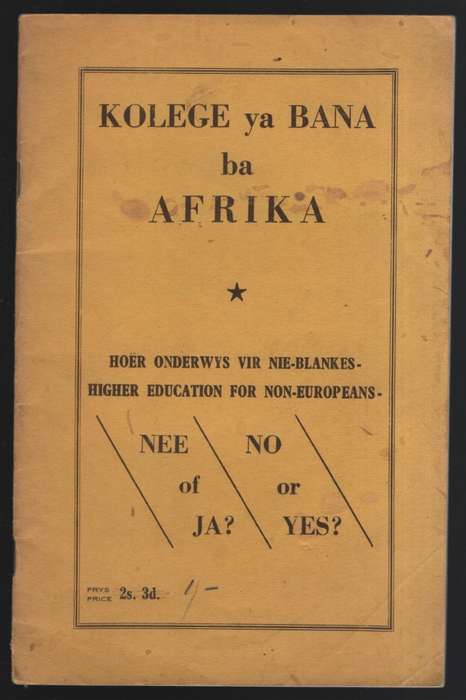 KOLEGE ya BANA
ba
AFRIKA
HOËR ONDERWYS VIR NIE-BLANKES-
HIGHER EDUCATION FOR NON-EUROPEANS-
NEE NO
of or
JA? YES?
PRYS
PRICE 2s. 3d. 1/-